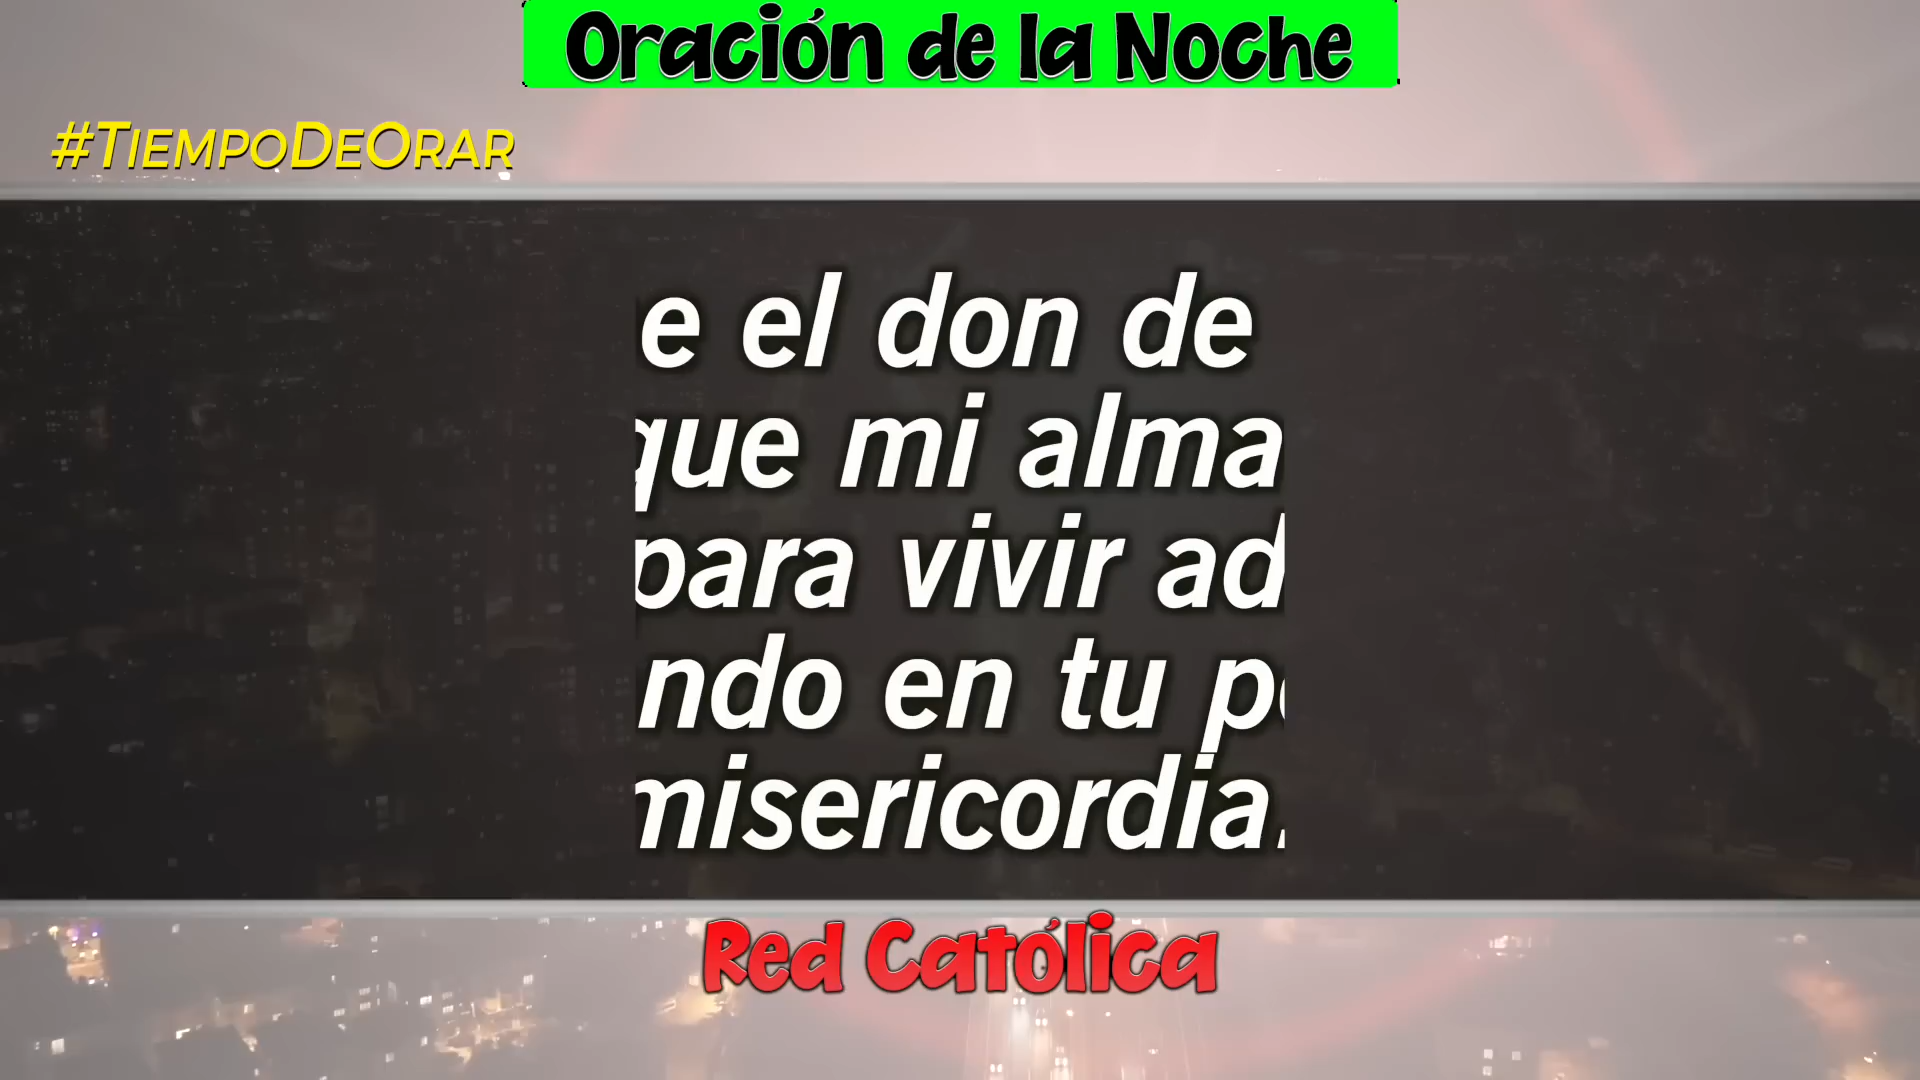 Oración de la Noche
#TiempoDeOrar
e el don de
que mi alma
para vivir ad
ndo en tu p
misericordia.
Red Católica